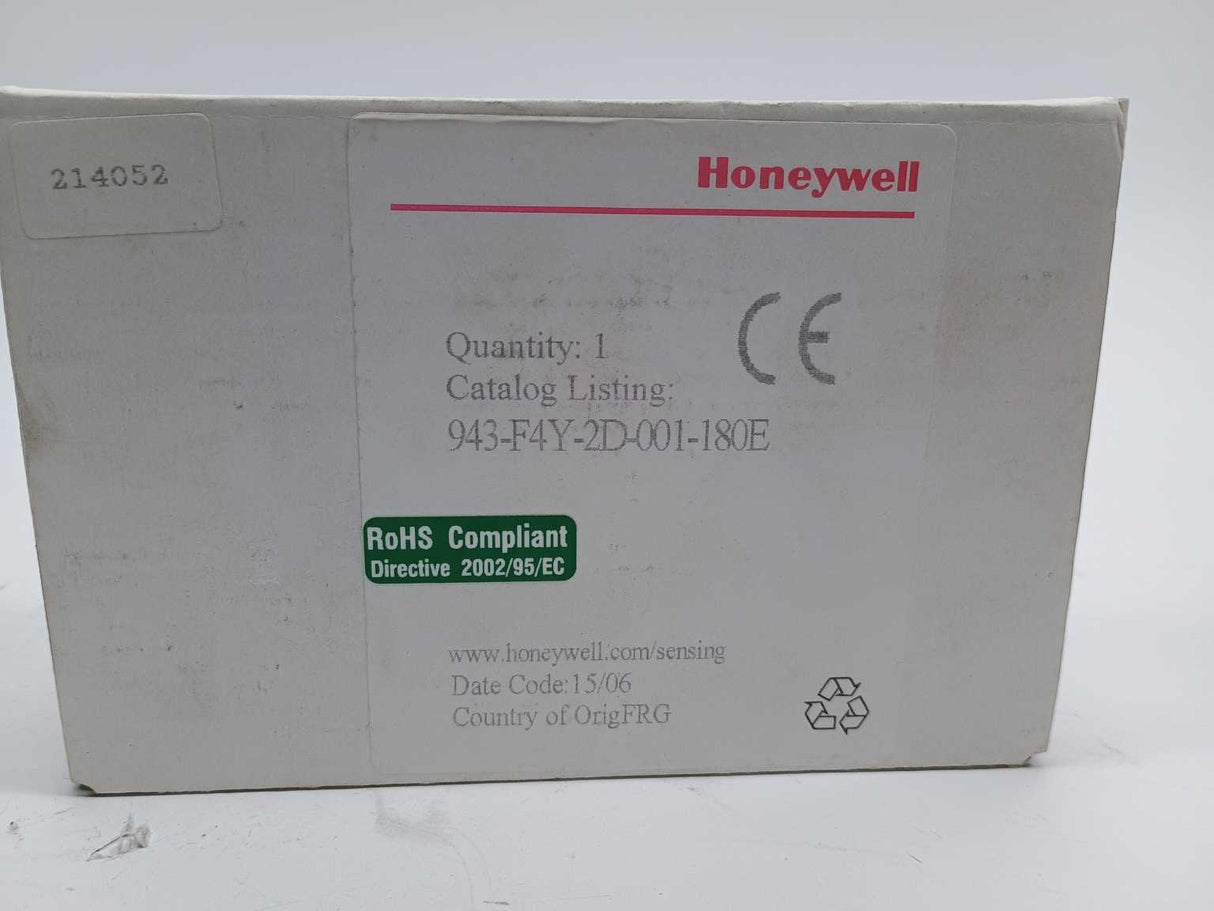 214052
Honeywell
CE
Quantity: 1
Catalog Listing:
943-F4Y-2D-001-180E
RoHS Compliant
Directive 2002/95/EC
www.honeywell.com/sensing
Date Code:15/06
Country of OrigFRG